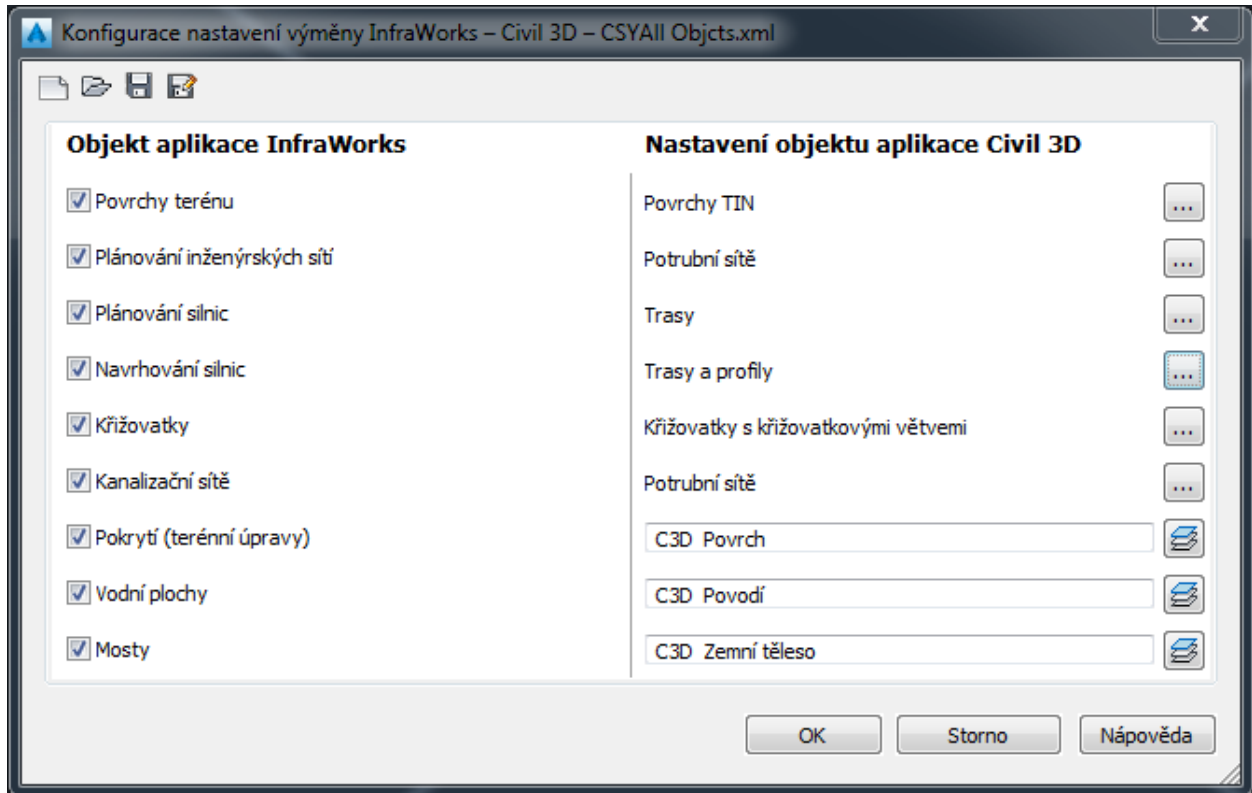 Konfigurace nastavení výměny InfraWorks – Civil 3D – CSYAll Objcts.xml
Objekt aplikace InfraWorks Nastavení objektu aplikace Civil 3D
Povrchy terénu Povrchy TIN ...
Plánování inženýrských sítí Potrubní sítě ...
Plánování silnic Trasy ...
Navrhování silnic Trasy a profily ...
Křižovatky Křižovatky s křižovatkovými větvemi ...
Kanalizační sítě Potrubní sítě ...
Pokrytí (terénní úpravy) C3D Povrch
Vodní plochy C3D Povodí
Mosty C3D Zemní těleso
OK Storno Nápověda